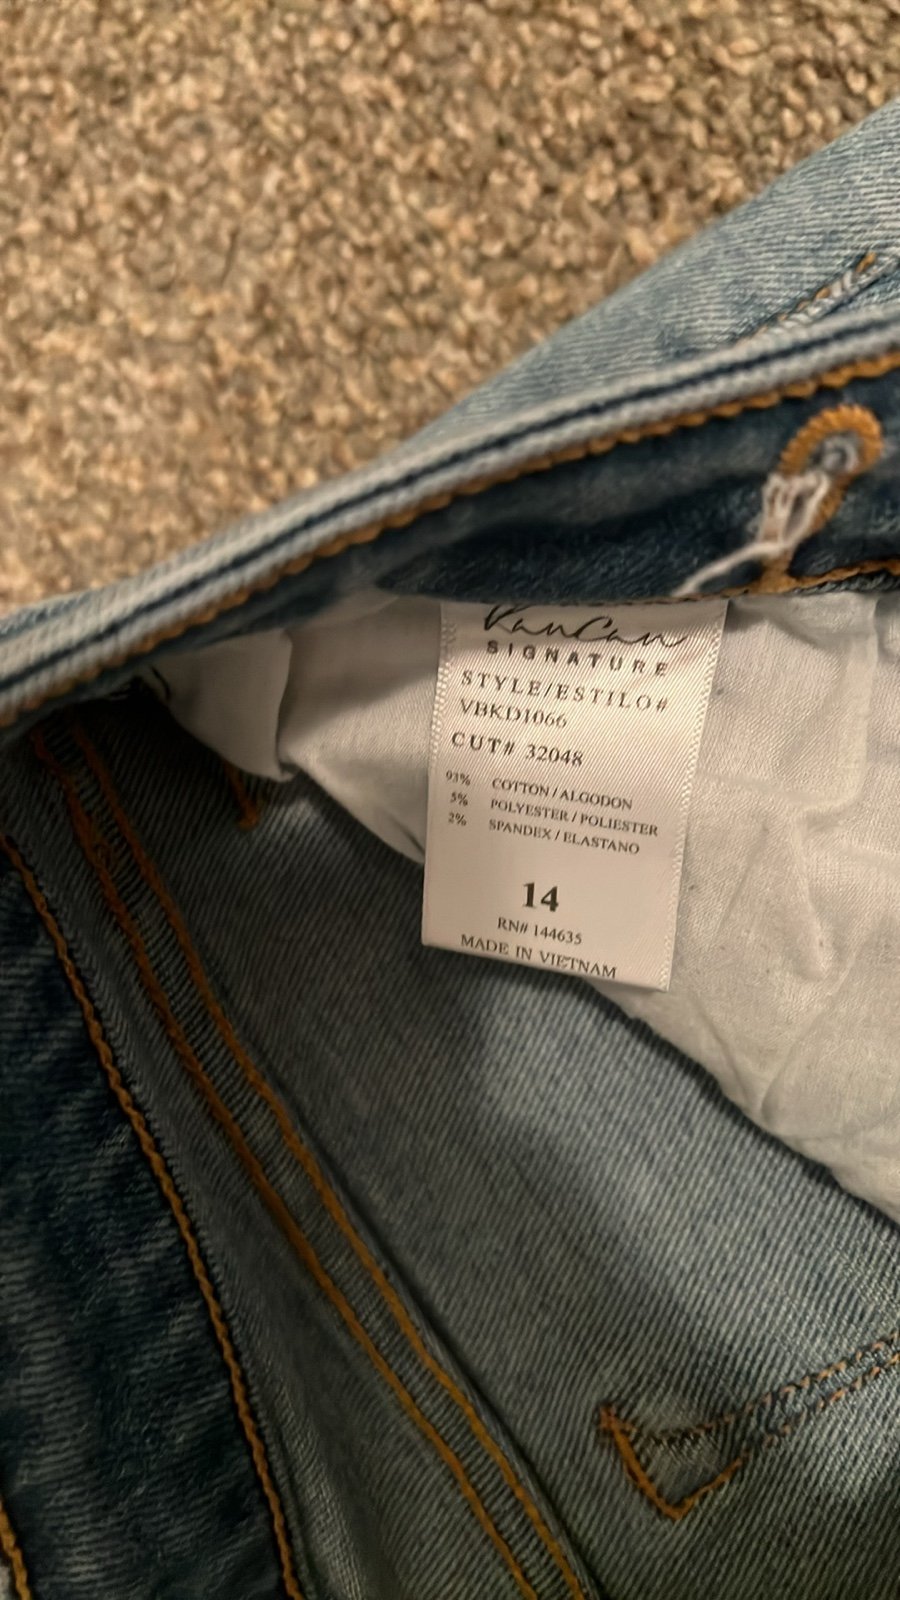 KanCan
SIGNATURE
STYLE/ESTILO#
VBKD1066
CUT# 32048
93% COTTON / ALGODON
5% POLYESTER / POLIESTER
2% SPANDEX / ELASTANO
14
RN# 144635
MADE IN VIETNAM